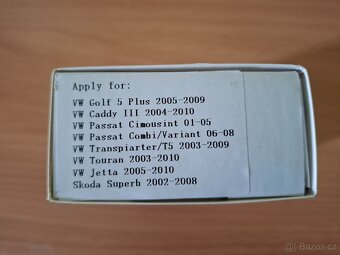 Apply for:
VW Golf 5 Plus 2005-2009
VW Caddy III 2004-2010
VW Passat Cimousint 01-05
VW Passat Combi/Variant 06-08
VW Transpiarter/T5 2003-2009
VW Touran 2003-2010
VW Jetta 2005-2010
Skoda Superb 2002-2008
Bazos.cz